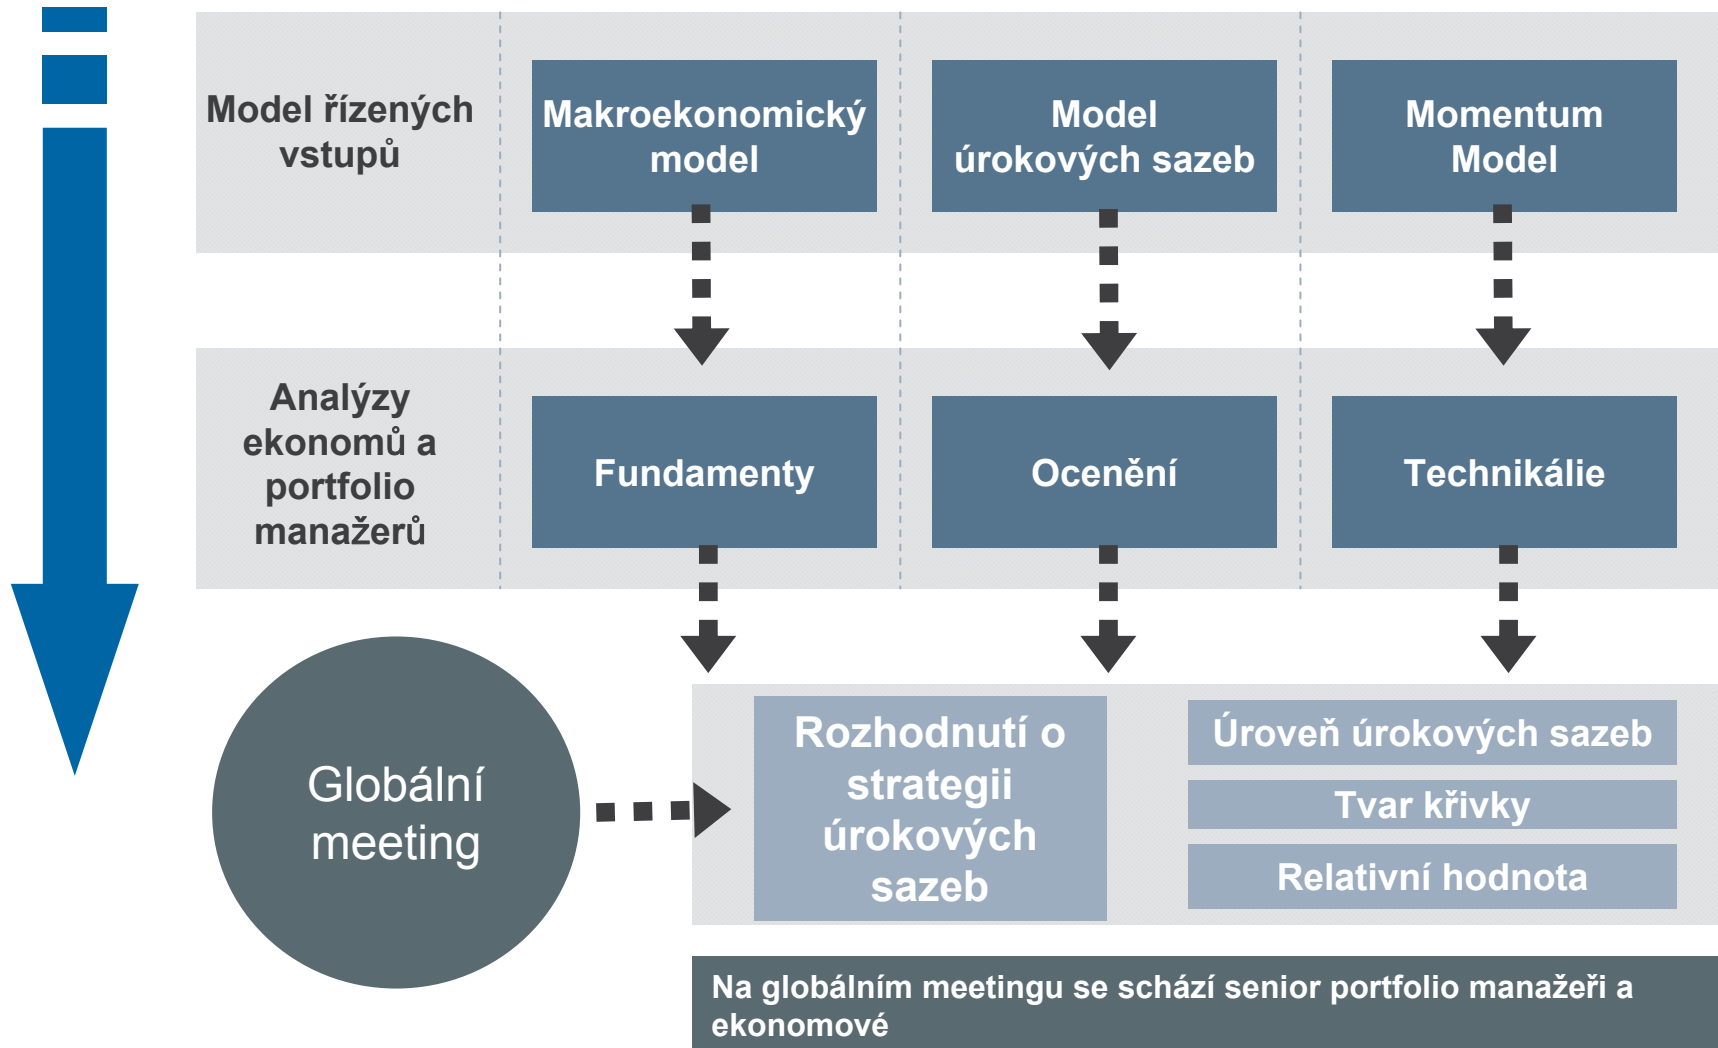 Model řízených
vstupů
Makroekonomický
model
Model
úrokových sazeb
Momentum
Model
Analýzy
ekonomů a
portfolio
manažerů
Fundamenty
Ocenění
Technikálie
Globální
meeting
Rozhodnutí o
strategii
úrokových
sazeb
Úroveň úrokových sazeb
Tvar křivky
Relativní hodnota
Na globálním meetingu se schází senior portfolio manažeři a
ekonomové